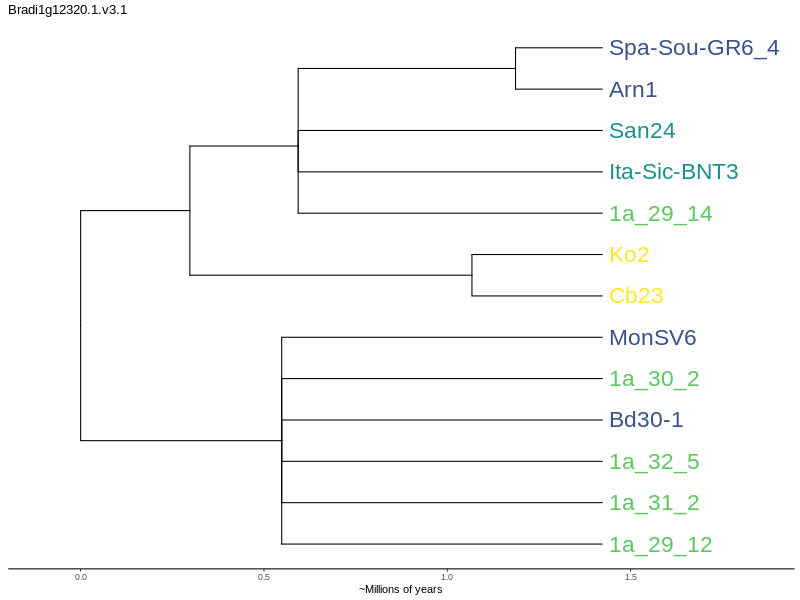 Bradi1g12320.1.v3.1
Spa-Sou-GR6_4
Arn1
San24
Ita-Sic-BNT3
1a_29_14
Ko2
Cb23
MonSV6
1a_30_2
Bd30-1
1a_32_5
1a_31_2
1a_29_12
0.0 0.5 1.0 1.5
~Millions of years